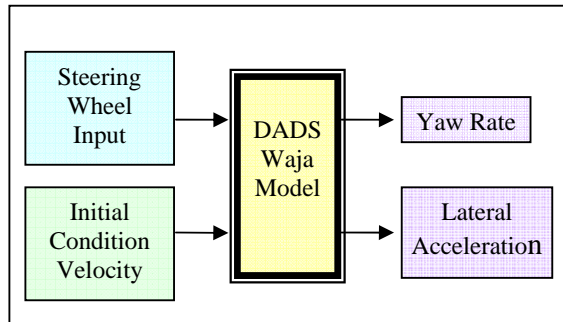 Steering
Wheel
Input
DADS
Waja
Model
Yaw Rate
Initial
Condition
Velocity
Lateral
Acceleration